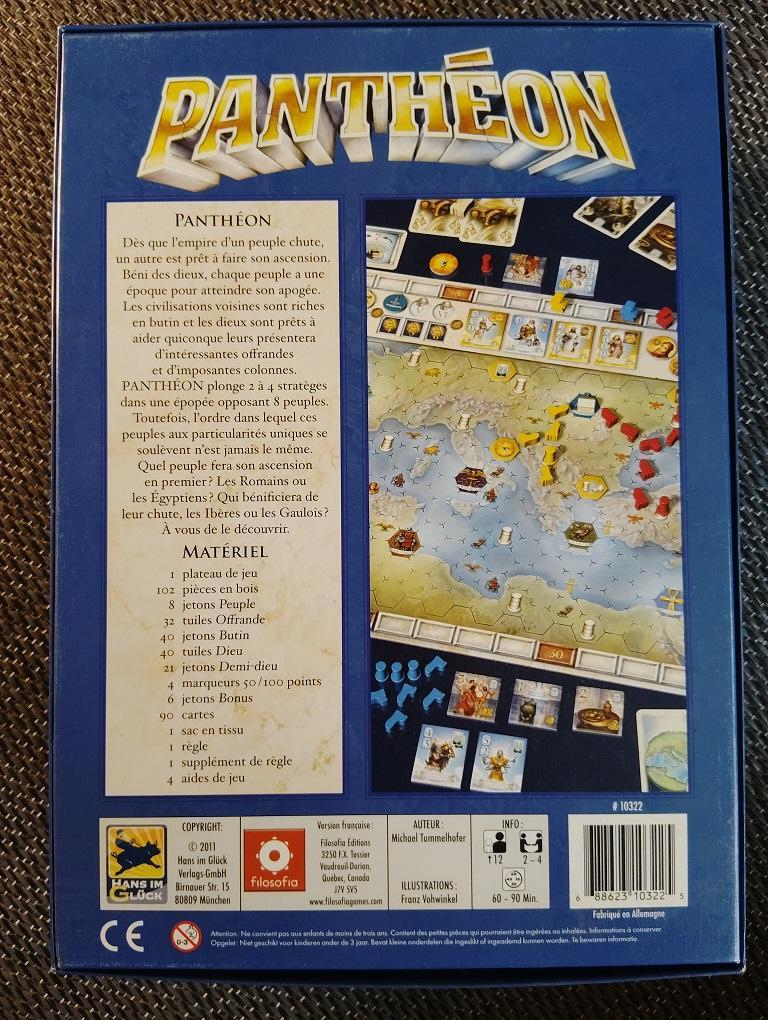 PANTHÉON
PANTHÉON
Dès que l'empire d'un peuple chute,
un autre est prêt à faire son ascension.
Béni des dieux, chaque peuple a une
époque pour atteindre son apogée.
Les civilisations voisines sont riches
en butin et les dieux sont prêts à
aider quiconque leurs présentera
d'intéressantes offrandes
et d'imposantes colonnes.
PANTHÉON plonge 2 à 4 stratèges
dans une épopée opposant 8 peuples.
Toutefois, l'ordre dans lequel ces
peuples aux particularités uniques se
soulèvent n'est jamais le même.
Quel peuple fera son ascension
en premier? Les Romains ou
les Égyptiens? Qui bénificiera de
leur chute, les Ibères ou les Gaulois?
À vous de le découvrir.
MATÉRIEL
1 plateau de jeu
102 pièces en bois
8 jetons Peuple
32 tuiles Offrande
40 jetons Butin
40 tuiles Dieu
21 jetons Demi-dieu
4 marqueurs 50/100 points
6 jetons Bonus
90 cartes
1 sac en tissu
1 règle
1 supplément de règle
4 aides de jeu
30
# 10322
HANS IM GLÜCK
COPYRIGHT:
© 2011
Hans im Glück
Verlags-GmbH
Birnauer Str. 15
80809 München
filosofia
Version française :
Filosofia Éditions
3250 F.X. Tessier
Vaudreuil-Dorion,
Québec, Canada
J7V 5V5
www.filosofiagames.com
AUTEUR :
Michael Tummelhofer
ILLUSTRATIONS :
Franz Vohwinkel
INFO :
†12 2 - 4
60 - 90 Min.
6 88623 10322 5
Fabriqué en Allemagne
CE
0-3
Attention : Ne convient pas aux enfants de moins de trois ans. Contient des petites pièces qui pourraient être ingérées ou inhalées. Informations à conserver.
Opgelet : Niet geschikt voor kinderen onder de 3 jaar. Bevat kleine onderdelen die ingeslikt of ingeademd kunnen worden. Te bewaren informatie.